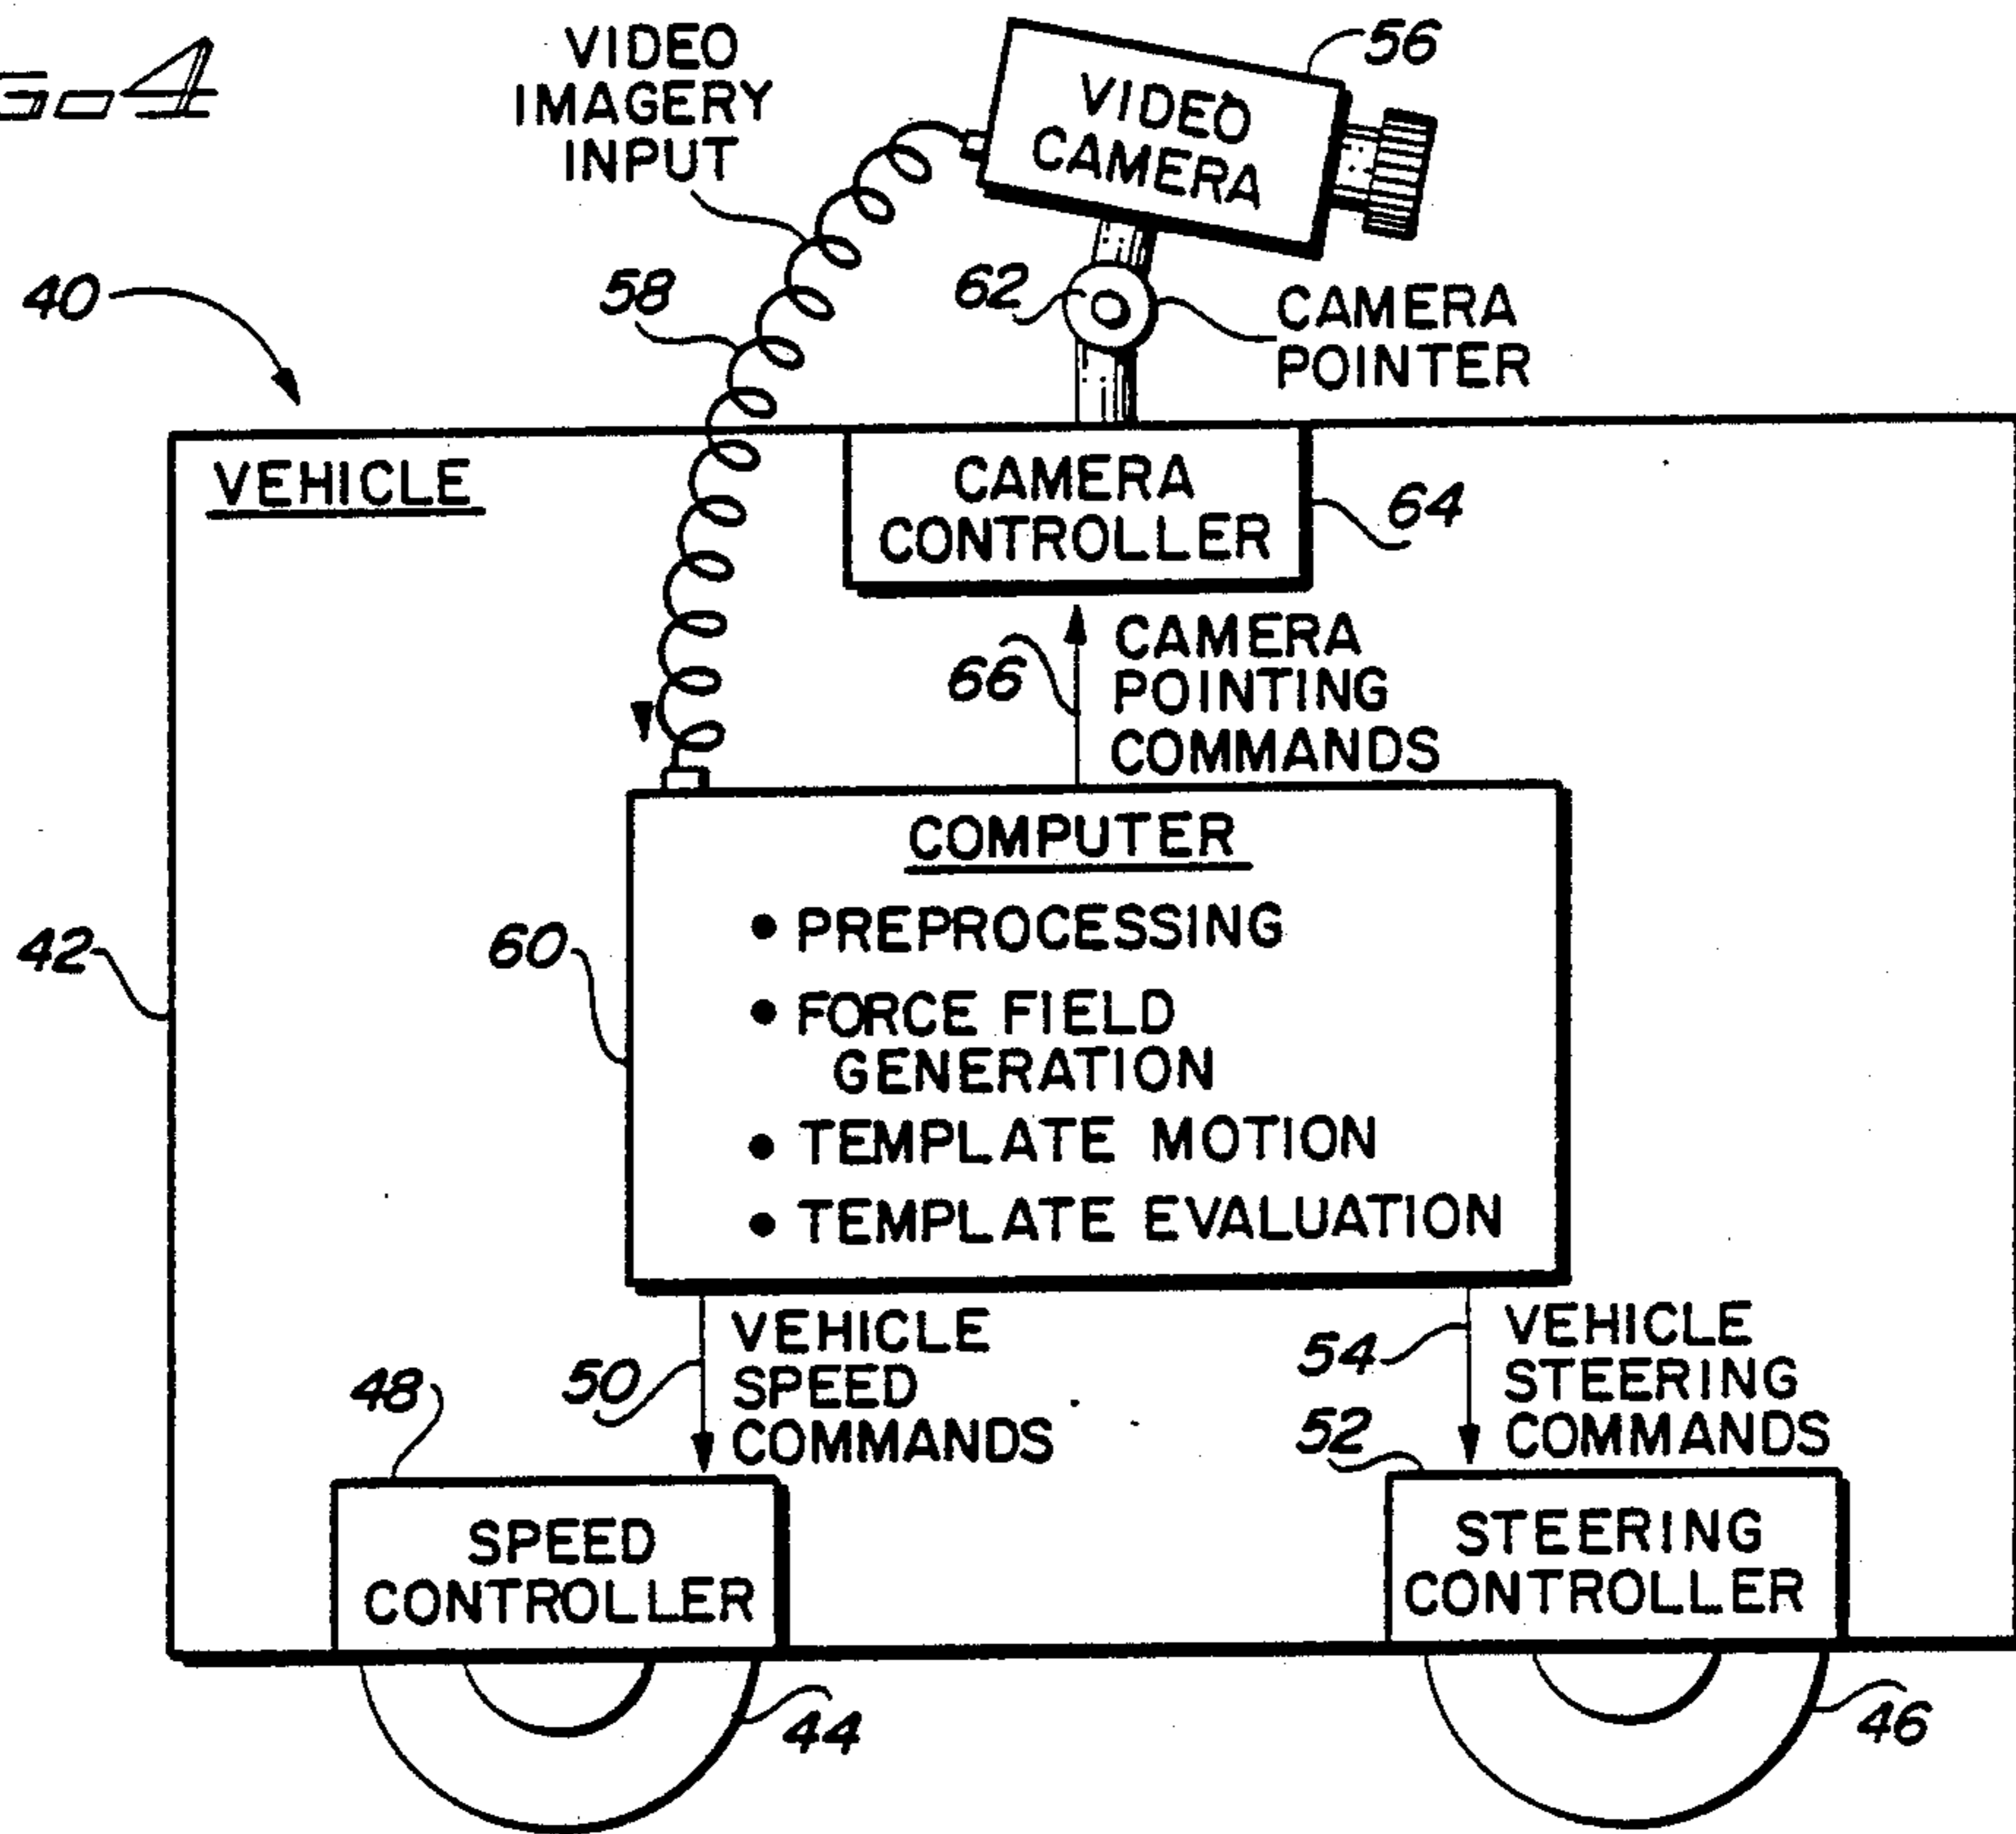 VIDEO
IMAGERY
INPUT
56
VIDEO
CAMERA
40
58
62
CAMERA
POINTER
VEHICLE
CAMERA
CONTROLLER
64
66
CAMERA
POINTING
COMMANDS
COMPUTER
• PREPROCESSING
• FORCE FIELD
GENERATION
• TEMPLATE MOTION
• TEMPLATE EVALUATION
42
60
50
VEHICLE
SPEED
COMMANDS
54
VEHICLE
STEERING
COMMANDS
48
52
SPEED
CONTROLLER
STEERING
CONTROLLER
44
46